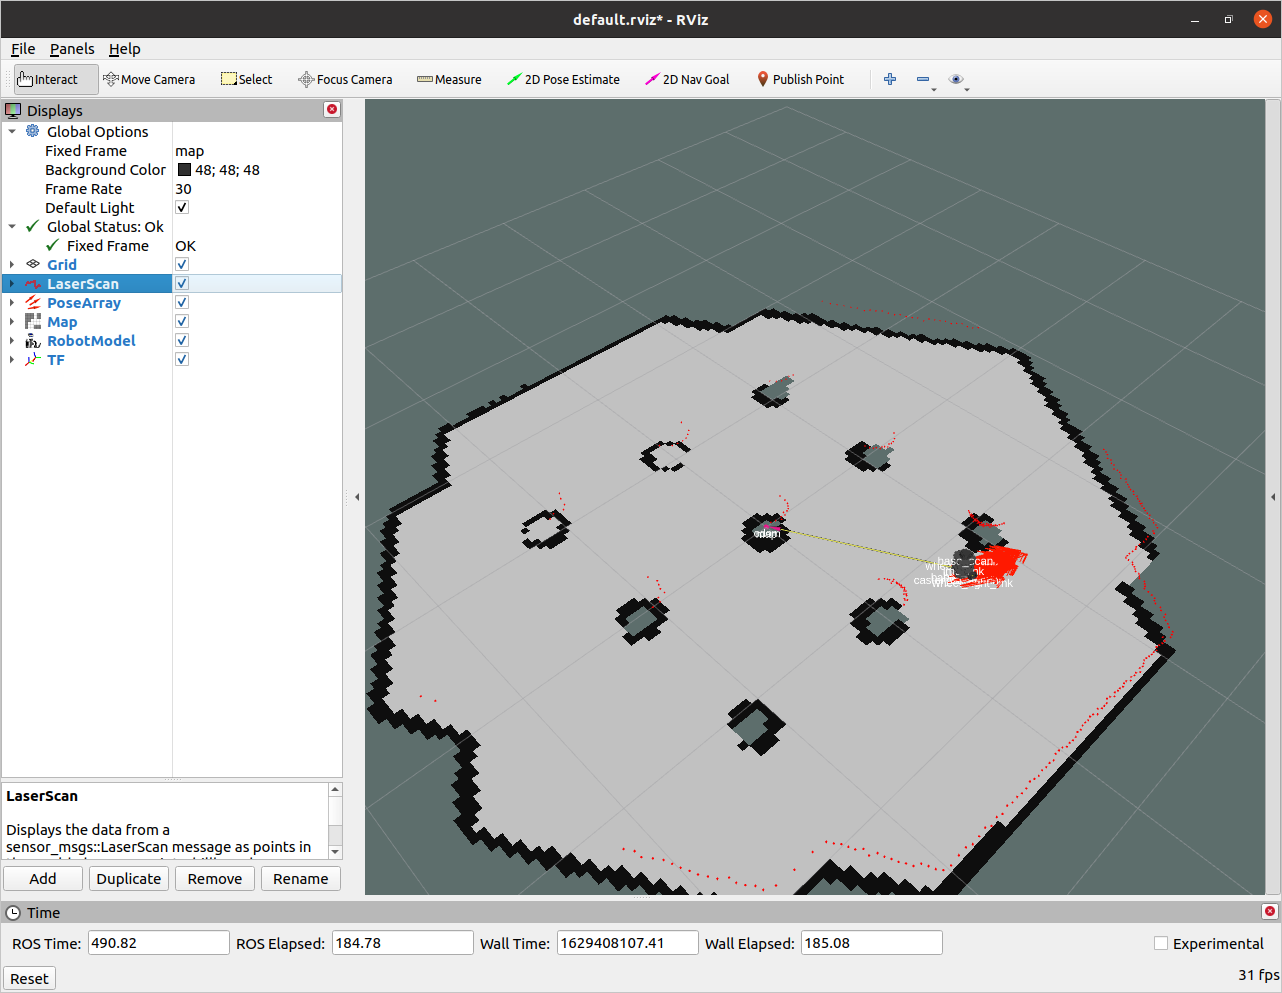 default.rviz* - RViz
File Panels Help
Interact Move Camera Select Focus Camera Measure 2D Pose Estimate 2D Nav Goal Publish Point
Displays
Global Options
Fixed Frame map
Background Color 48; 48; 48
Frame Rate 30
Default Light
Global Status: Ok
Fixed Frame OK
Grid
LaserScan
PoseArray
Map
RobotModel
TF
base_scan
LaserScan
Displays the data from a
sensor_msgs::LaserScan message as points in
Add Duplicate Remove Rename
Time
ROS Time: 490.82 ROS Elapsed: 184.78 Wall Time: 1629408107.41 Wall Elapsed: 185.08 Experimental
Reset 31 fps